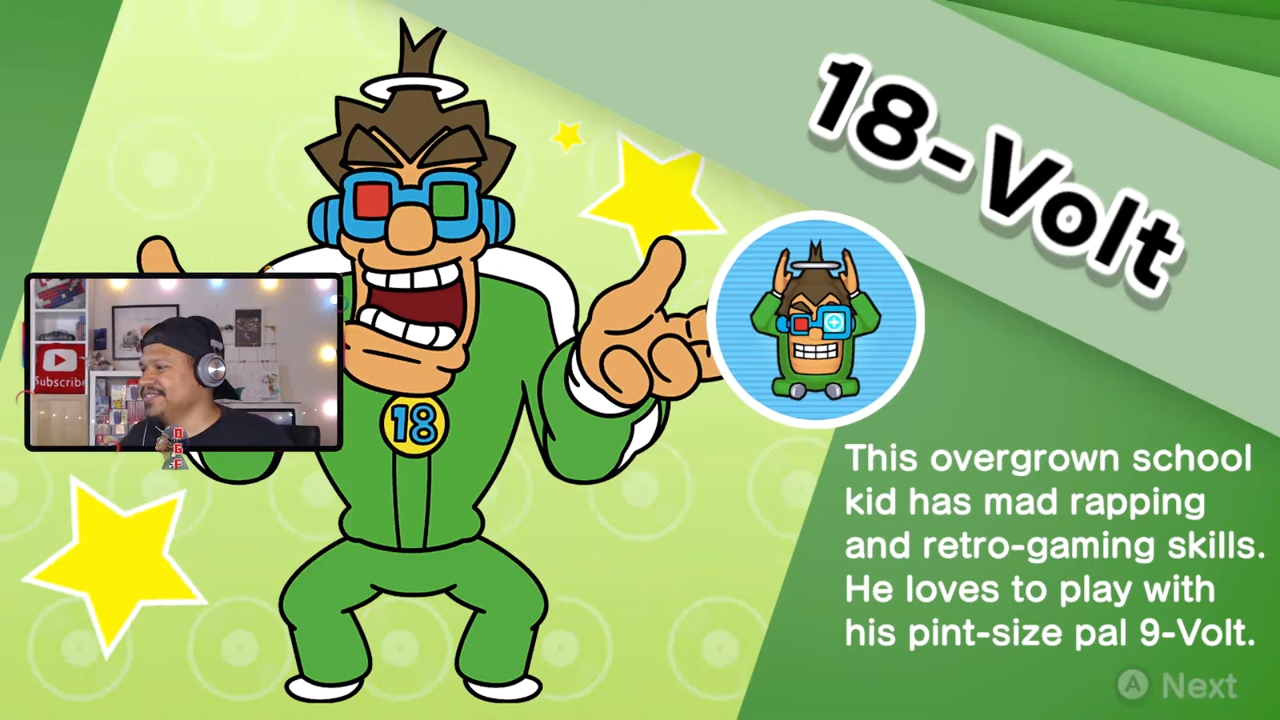 18-Volt
18
Subscribe
DGF
This overgrown school
kid has mad rapping
and retro-gaming skills.
He loves to play with
his pint-size pal 9-Volt.
A Next